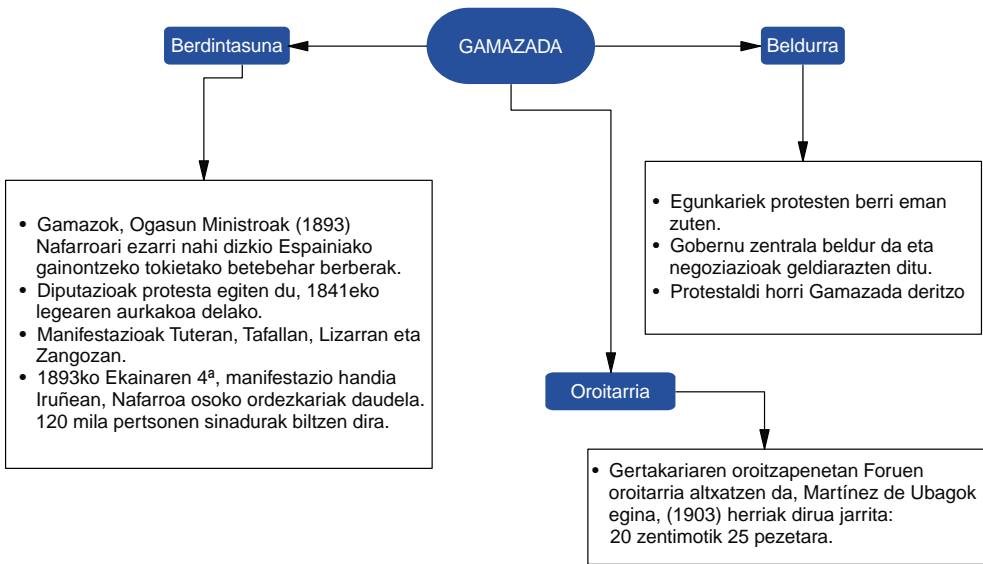 GAMAZADA
Berdintasuna
Beldurra
• Gamazok, Ogasun Ministroak (1893)
Nafarroari ezarri nahi dizkio Espainiako
gainontzeko tokietako betebehar berberak.
• Diputazioak protesta egiten du, 1841eko
legearen aurkakoa delako.
• Manifestazioak Tuteran, Tafallan, Lizarran eta
Zangozan.
• 1893ko Ekainaren 4ª, manifestazio handia
Iruñean, Nafarroa osoko ordezkariak daudela.
120 mila pertsonen sinadurak biltzen dira.
• Egunkariek protesten berri eman
zuten.
• Gobernu zentrala beldur da eta
negoziazioak geldiarazten ditu.
• Protestaldi horri Gamazada deritzo
Oroitarria
• Gertakariaren oroitzapenetan Foruen
oroitarria altxatzen da, Martínez de Ubagok
egina, (1903) herriak dirua jarrita:
20 zentimotik 25 pezetara.